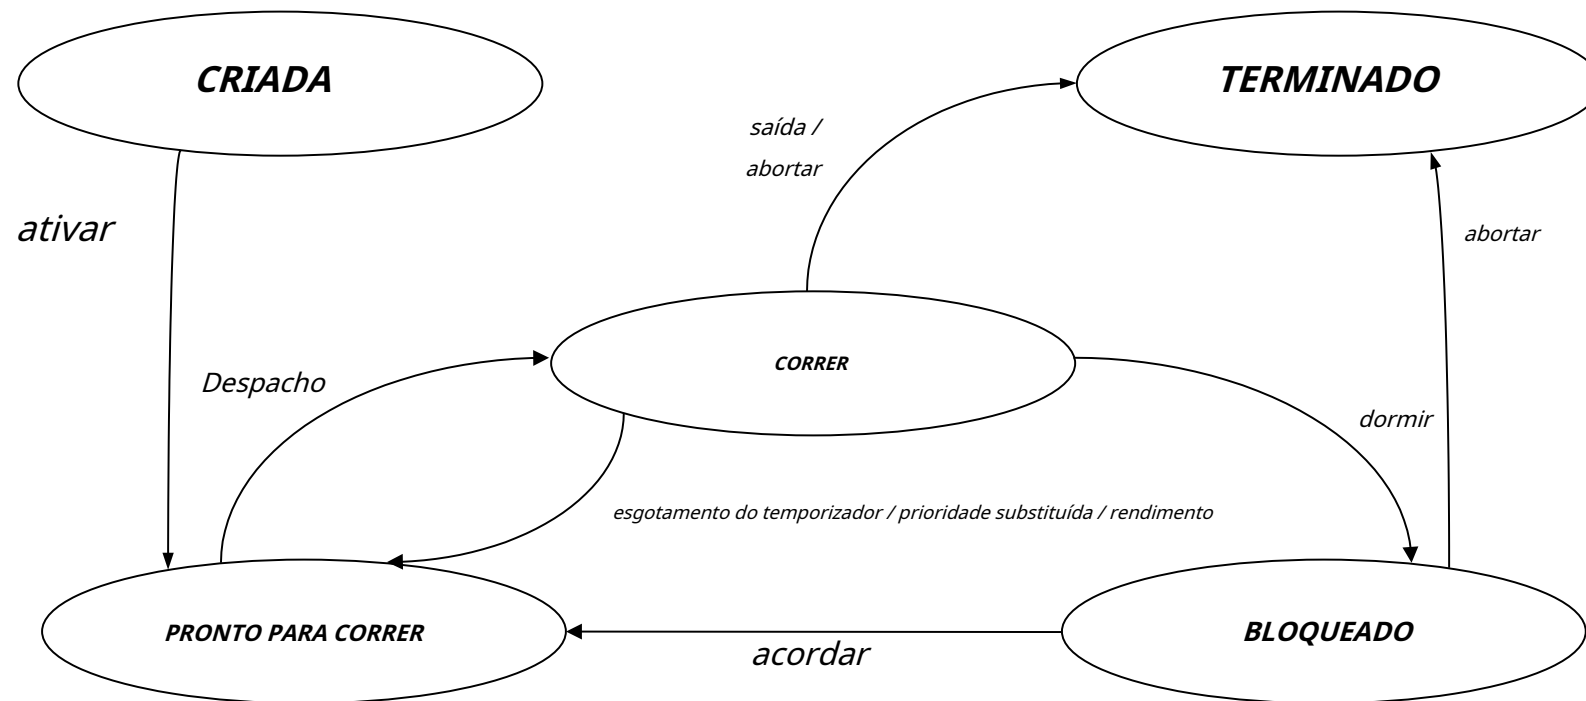 CRIADA
TERMINADO
saída /
abortar
ativar
abortar
CORRER
Despacho
dormir
esgotamento do temporizador / prioridade substituída / rendimento
PRONTO PARA CORRER
BLOQUEADO
acordar